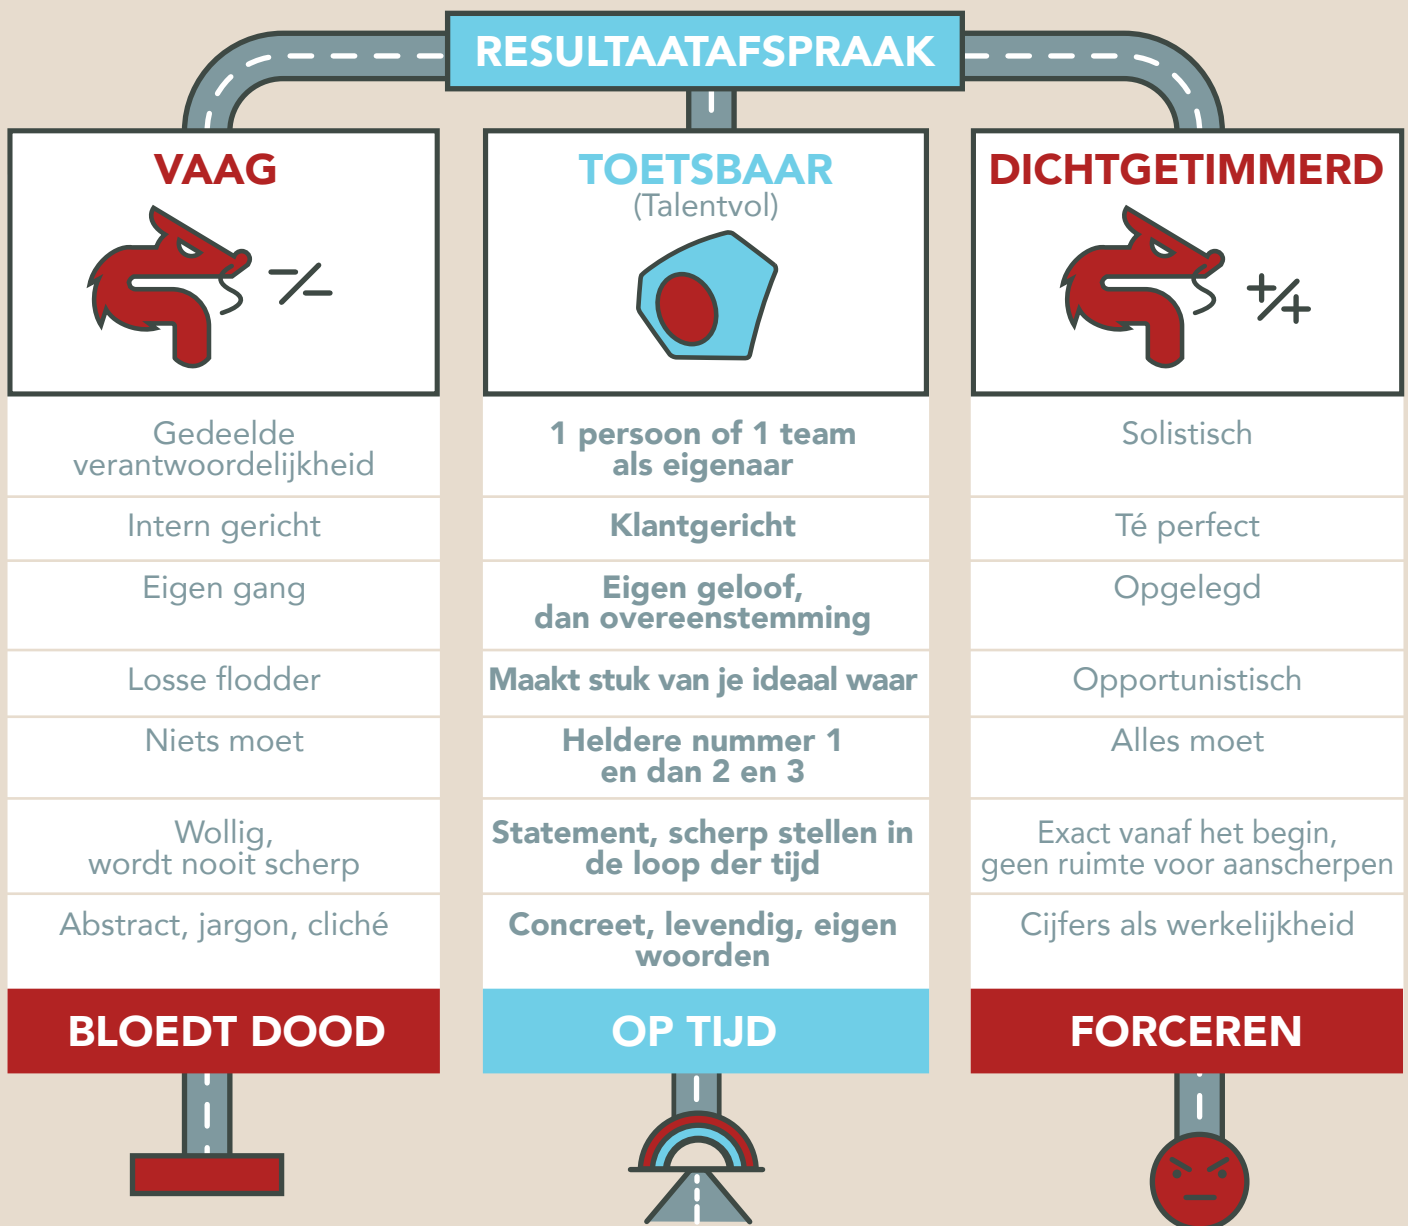 RESULTAATAFSPRAAK
VAAG
-/-
Gedeelde
verantwoordelijkheid
Intern gericht
Eigen gang
Losse flodder
Niets moet
Wollig,
wordt nooit scherp
Abstract, jargon, cliché
BLOEDT DOOD
TOETSBAAR
(Talentvol)
1 persoon of 1 team
als eigenaar
Klantgericht
Eigen geloof,
dan overeenstemming
Maakt stuk van je ideaal waar
Heldere nummer 1
en dan 2 en 3
Statement, scherp stellen in
de loop der tijd
Concreet, levendig, eigen
woorden
OP TIJD
DICHTGETIMMERD
+/+
Solistisch
Té perfect
Opgelegd
Opportunistisch
Alles moet
Exact vanaf het begin,
geen ruimte voor aanscherpen
Cijfers als werkelijkheid
FORCEREN